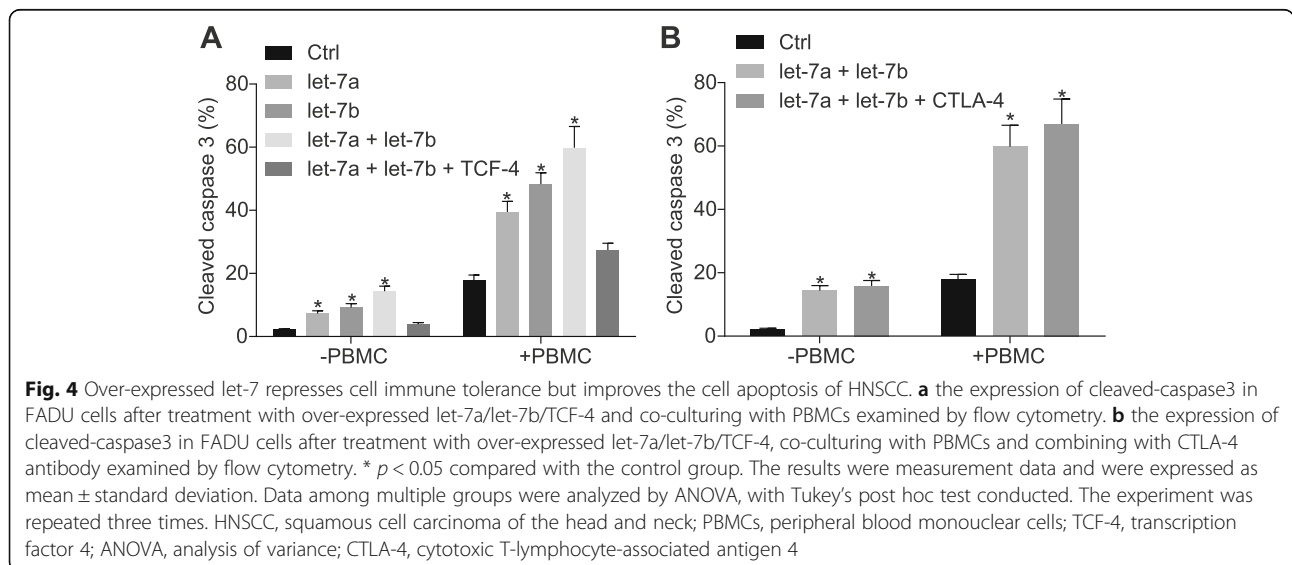 A
Ctrl
let-7a
let-7b
let-7a + let-7b
let-7a + let-7b + TCF-4
Cleaved caspase 3 (%)
80
60
40
20
0
*
*
*
*
*
*
-PBMC
+PBMC
B
Ctrl
let-7a + let-7b
let-7a + let-7b + CTLA-4
Cleaved caspase 3 (%)
80
60
40
20
0
*
*
*
*
-PBMC
+PBMC
Fig. 4 Over-expressed let-7 represses cell immune tolerance but improves the cell apoptosis of HNSCC. a the expression of cleaved-caspase3 in
FADU cells after treatment with over-expressed let-7a/let-7b/TCF-4 and co-culturing with PBMCs examined by flow cytometry. b the expression of
cleaved-caspase3 in FADU cells after treatment with over-expressed let-7a/let-7b/TCF-4, co-culturing with PBMCs and combining with CTLA-4
antibody examined by flow cytometry. * p < 0.05 compared with the control group. The results were measurement data and were expressed as
mean ± standard deviation. Data among multiple groups were analyzed by ANOVA, with Tukey's post hoc test conducted. The experiment was
repeated three times. HNSCC, squamous cell carcinoma of the head and neck; PBMCs, peripheral blood monouclear cells; TCF-4, transcription
factor 4; ANOVA, analysis of variance; CTLA-4, cytotoxic T-lymphocyte-associated antigen 4